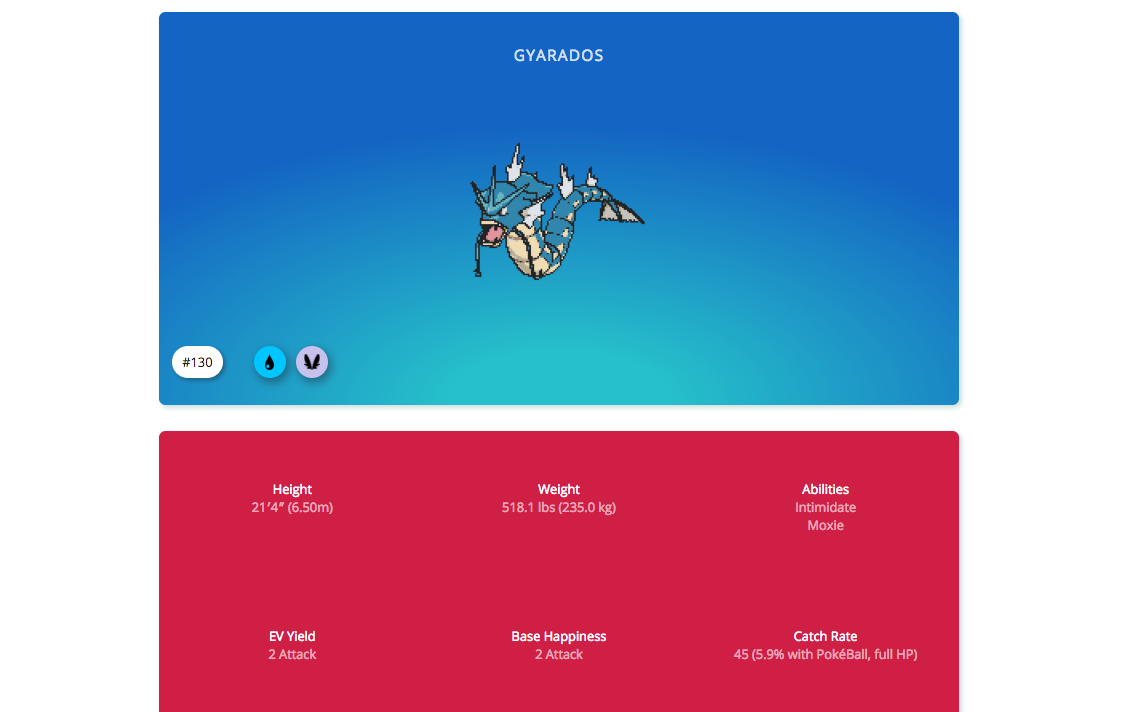 GYARADOS
#130
Height
21′4″ (6.50m)
Weight
518.1 lbs (235.0 kg)
Abilities
Intimidate
Moxie
EV Yield
2 Attack
Base Happiness
2 Attack
Catch Rate
45 (5.9% with PokéBall, full HP)